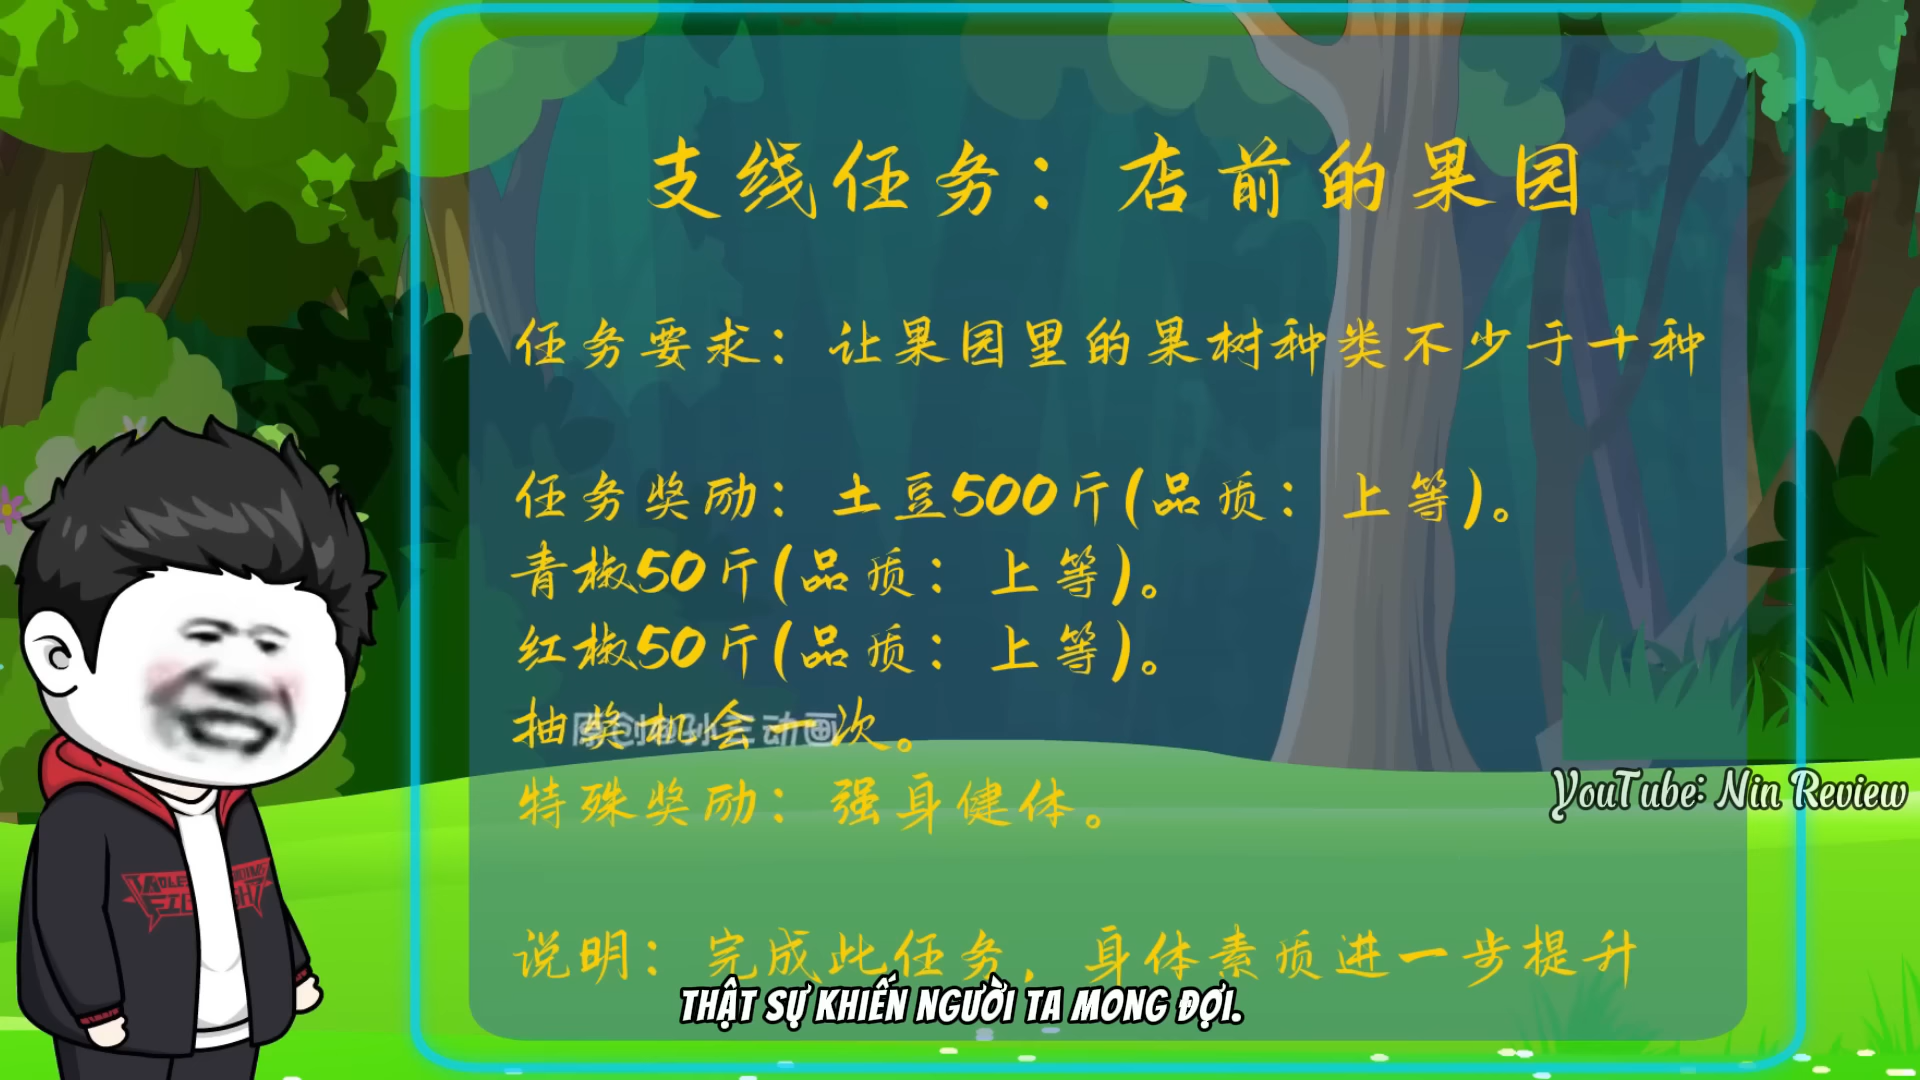 支线任务：店前的果园
任务要求：让果园里的果树种类不少于十种
任务奖励：土豆500斤(品质：上等)。
青椒50斤(品质：上等)。
红椒50斤(品质：上等)。
抽奖机会一次。
特殊奖励：强身健体。
YouTube: Nin Review
说明：完成此任务，身体素质进一步提升
THẬT SỰ KHIẾN NGƯỜI TA MONG ĐỢI.